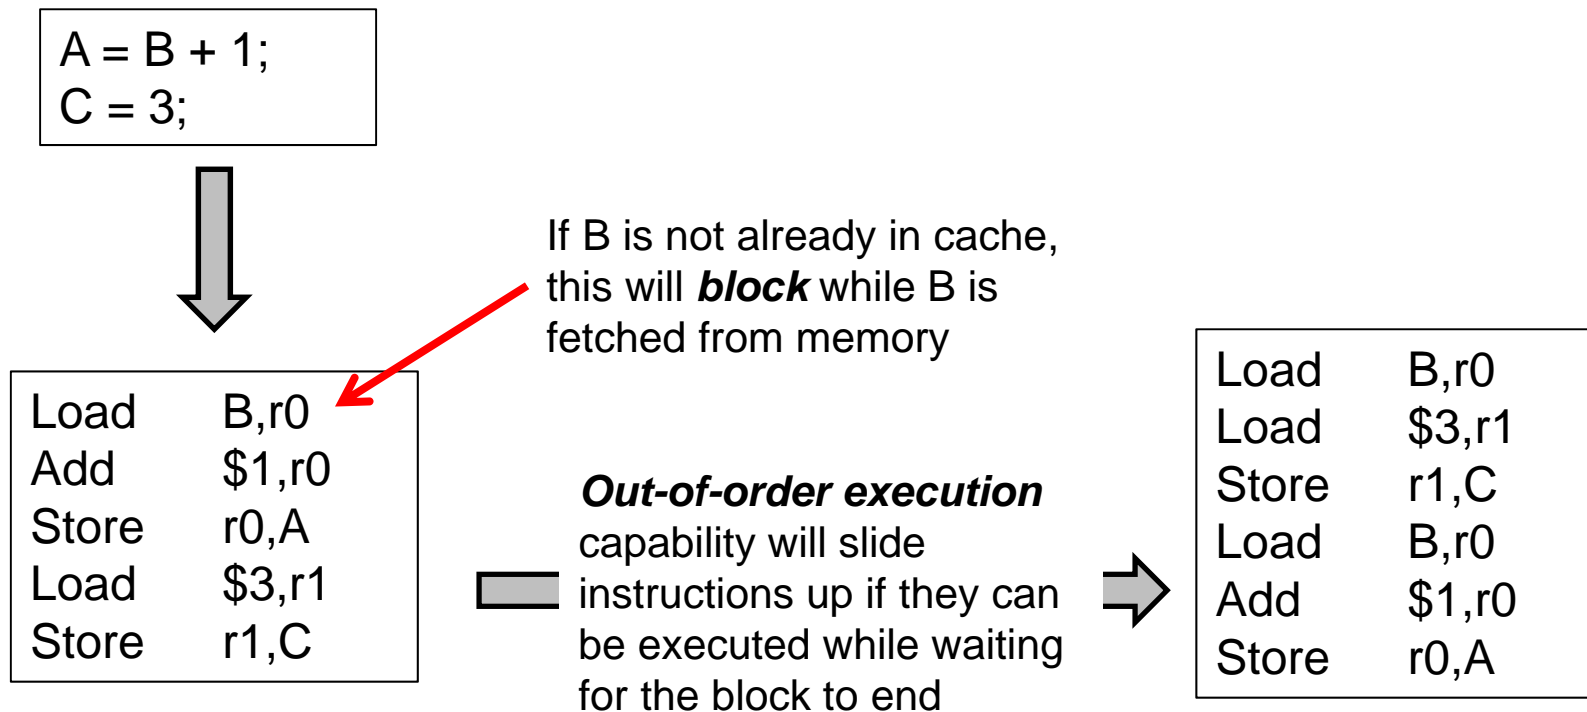 A = B + 1;
C = 3;
If B is not already in cache,
this will block while B is
fetched from memory
Load B,r0
Add $1,r0
Store r0,A
Load $3,r1
Store r1,C
Out-of-order execution
capability will slide
instructions up if they can
be executed while waiting
for the block to end
Load B,r0
Load $3,r1
Store r1,C
Load B,r0
Add $1,r0
Store r0,A